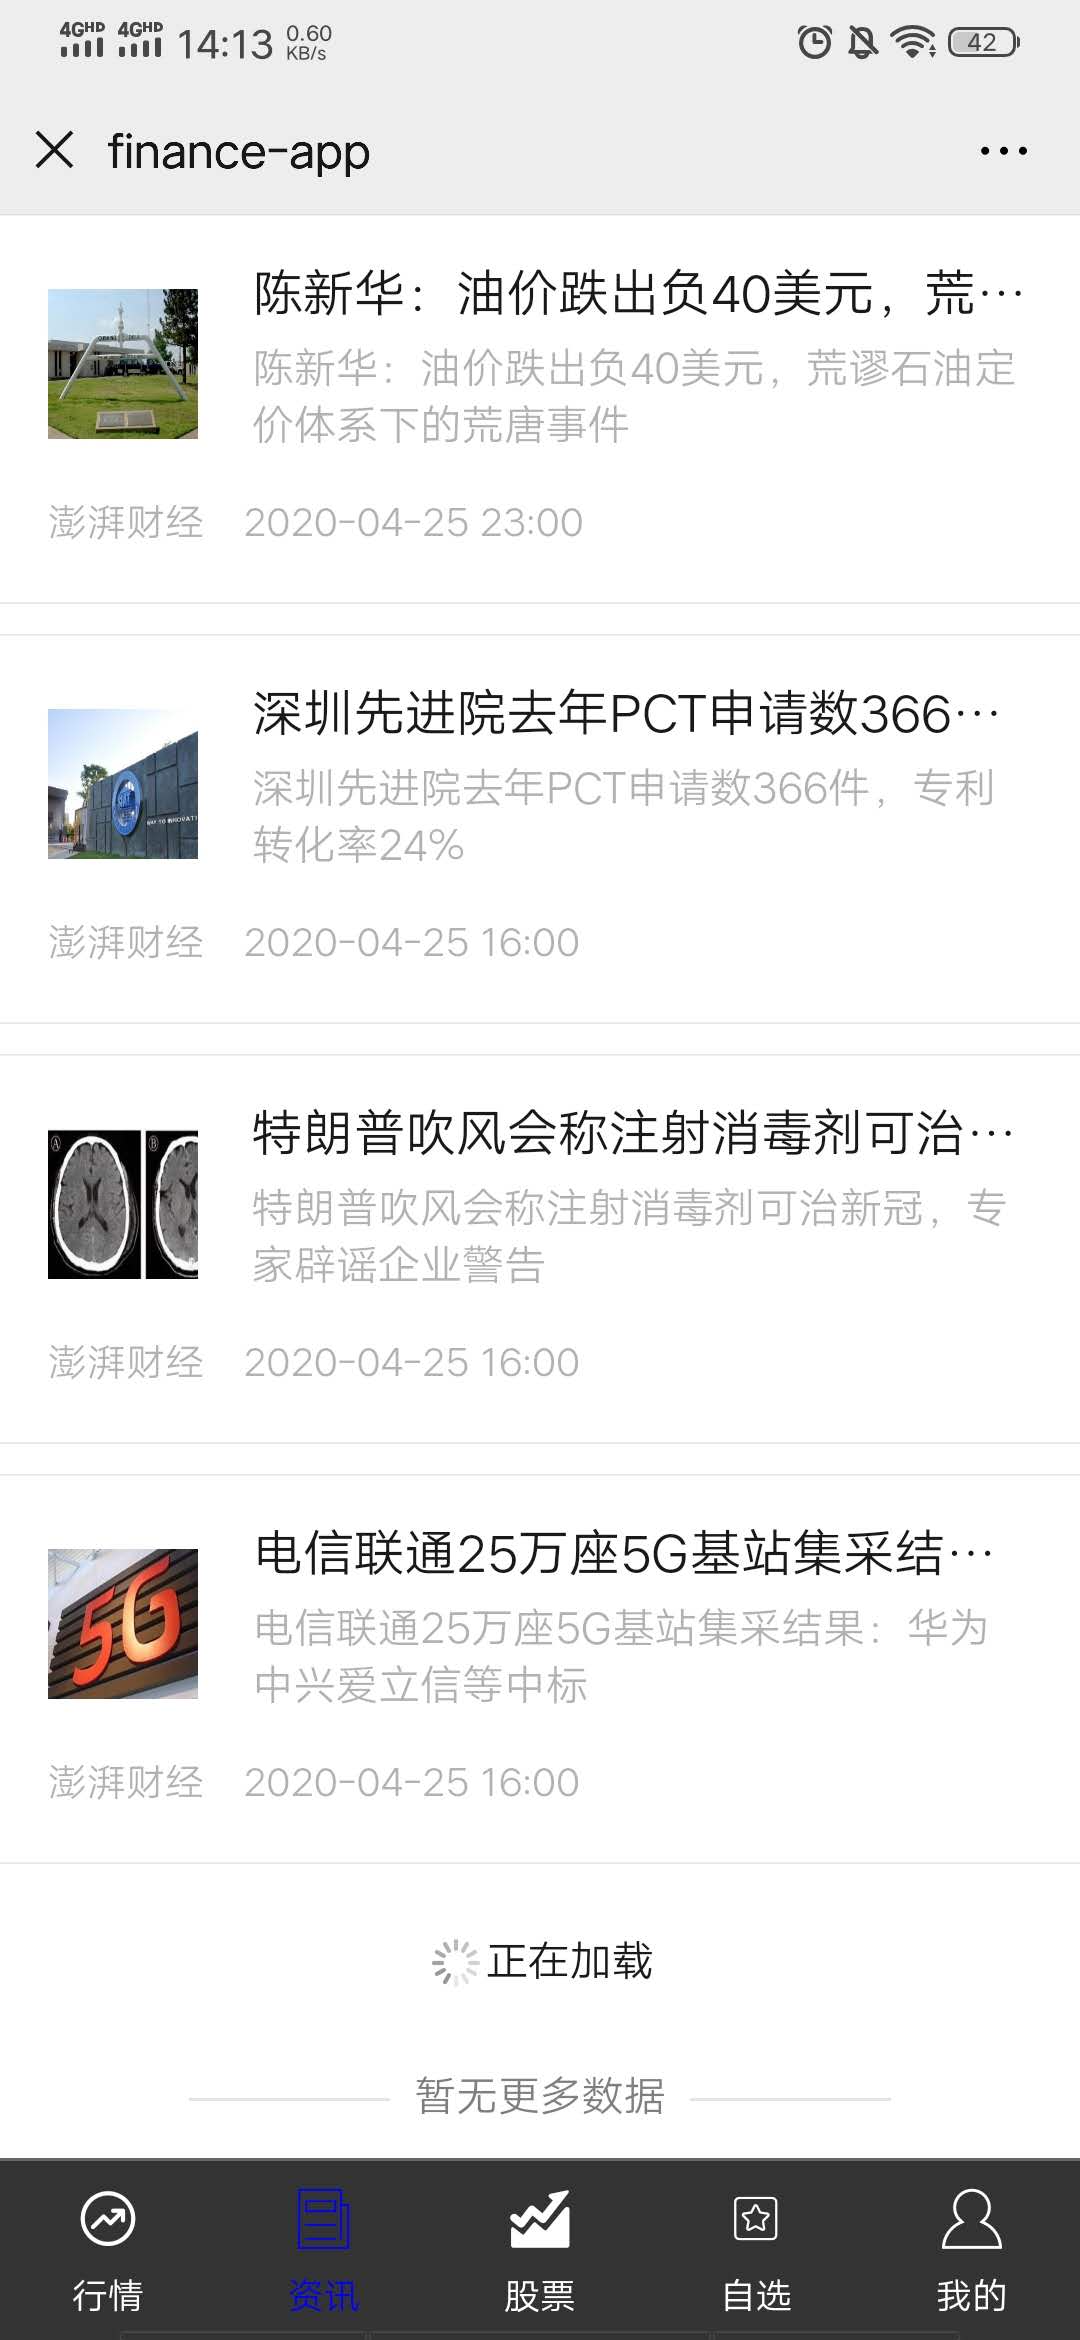 4GHD 4GHD 14:13 0.60 KB/s 42
finance-app
陈新华：油价跌出负40美元，荒…
陈新华：油价跌出负40美元，荒谬石油定
价体系下的荒唐事件
澎湃财经 2020-04-25 23:00
深圳先进院去年PCT申请数366…
深圳先进院去年PCT申请数366件，专利
转化率24%
澎湃财经 2020-04-25 16:00
A B
特朗普吹风会称注射消毒剂可治…
特朗普吹风会称注射消毒剂可治新冠，专
家辟谣企业警告
澎湃财经 2020-04-25 16:00
5G
电信联通25万座5G基站集采结…
电信联通25万座5G基站集采结果：华为
中兴爱立信等中标
澎湃财经 2020-04-25 16:00
正在加载
暂无更多数据
行情 资讯 股票 自选 我的